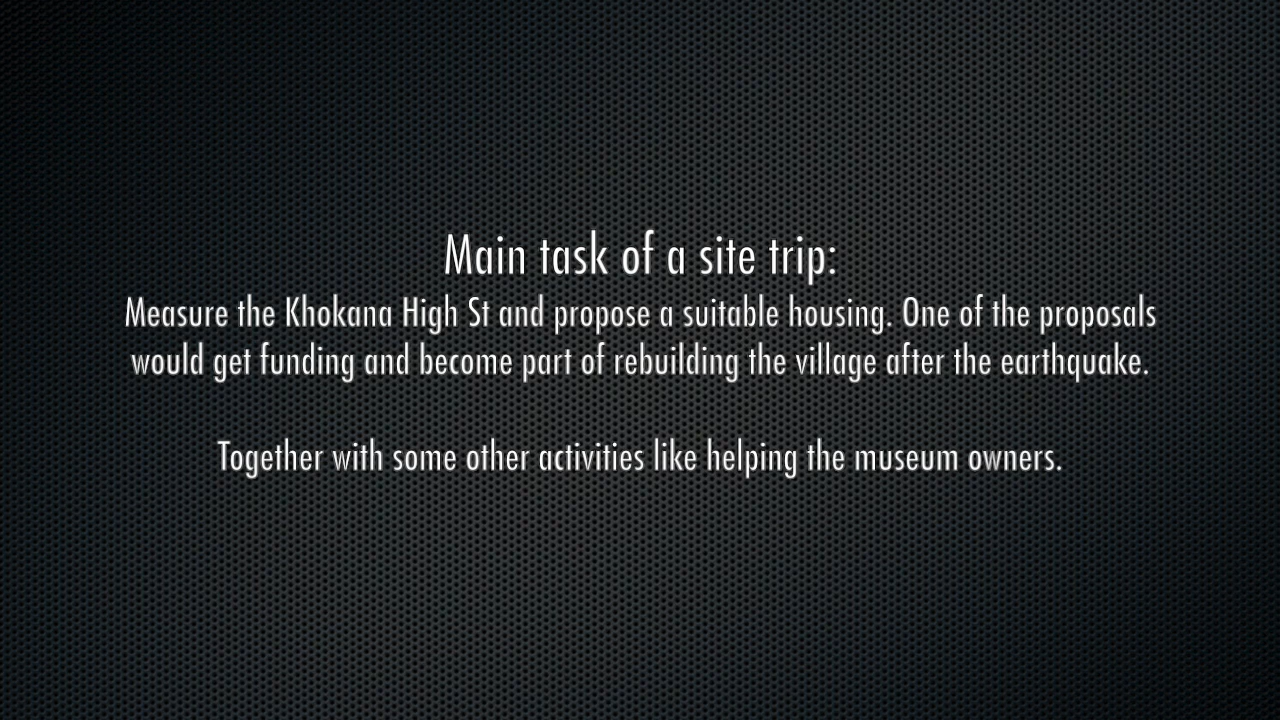 Main task of a site trip:
Measure the Khokana High St and propose a suitable housing. One of the proposals
would get funding and become part of rebuilding the village after the earthquake.
Together with some other activities like helping the museum owners.